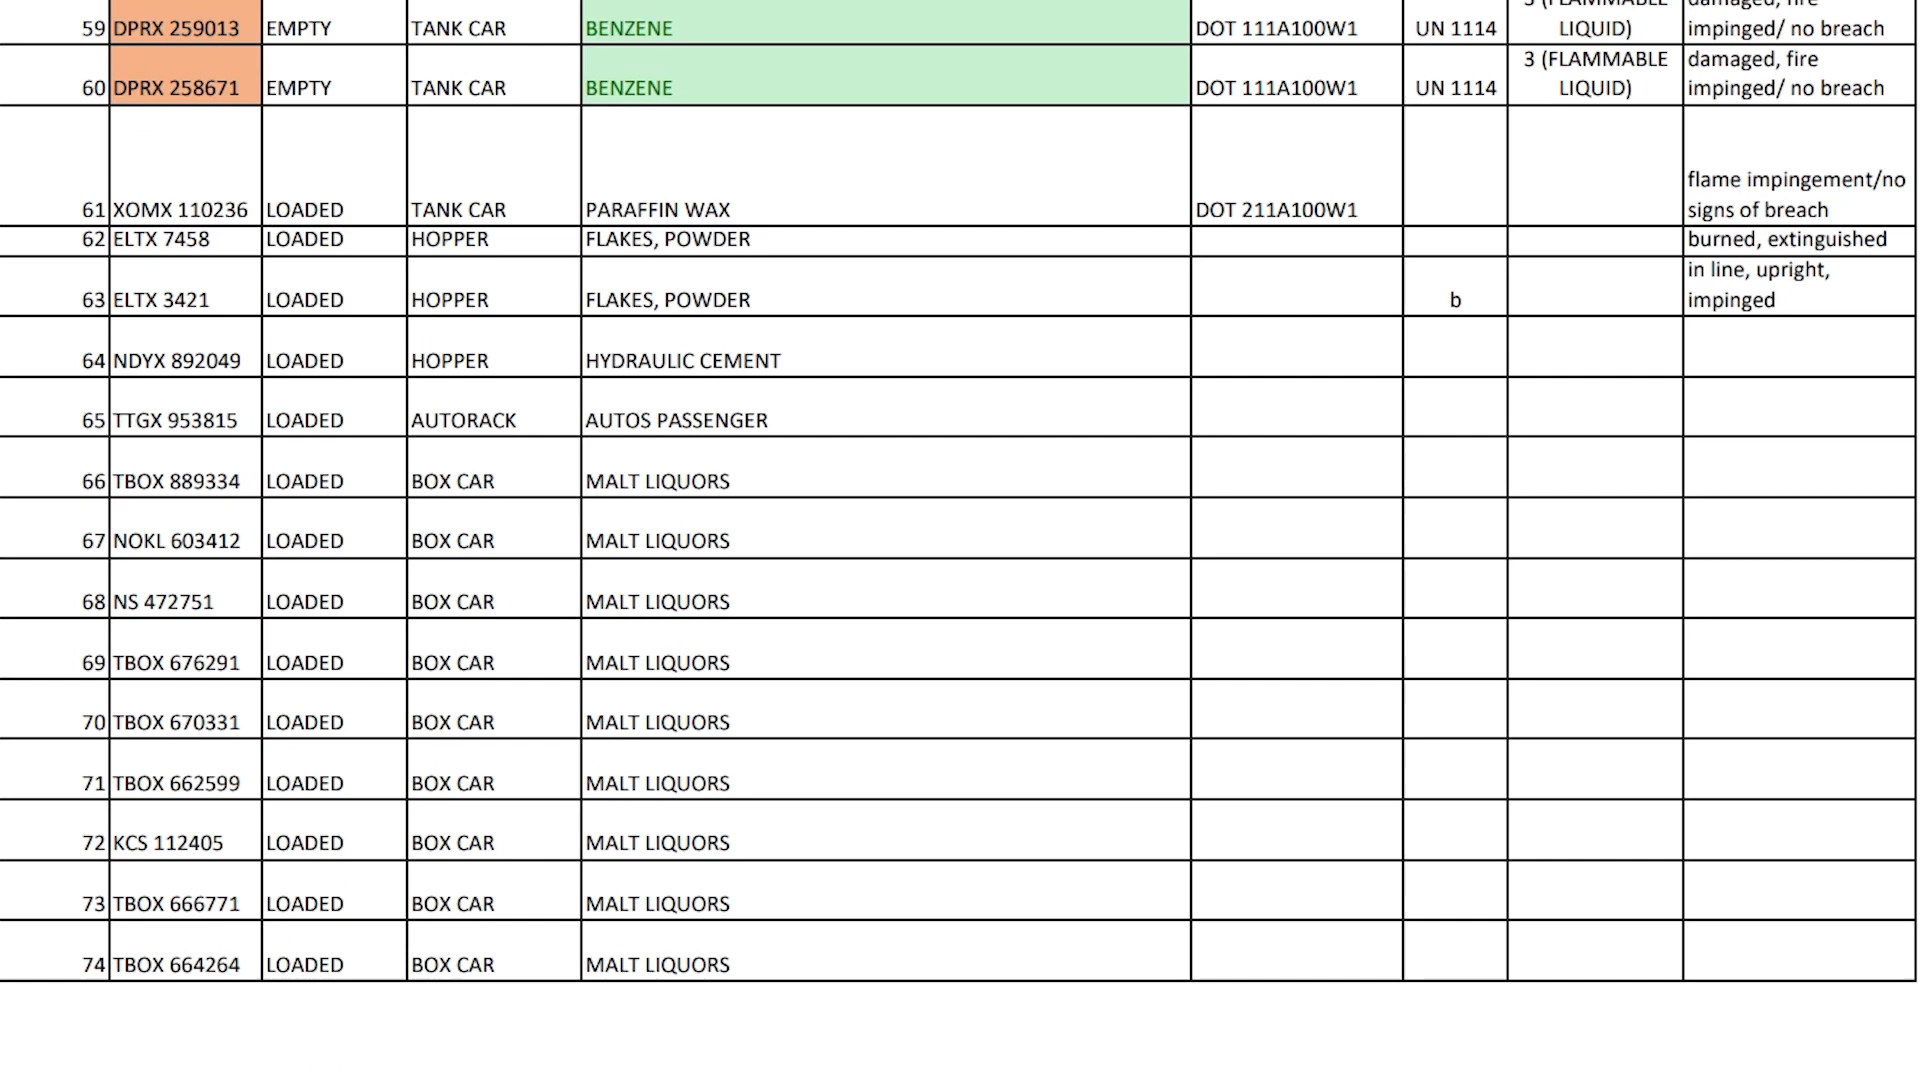 3 (FLAMMABLE damaged, fire
59 DPRX 259013 EMPTY TANK CAR BENZENE DOT 111A100W1 UN 1114 LIQUID) impinged/ no breach
3 (FLAMMABLE damaged, fire
60 DPRX 258671 EMPTY TANK CAR BENZENE DOT 111A100W1 UN 1114 LIQUID) impinged/ no breach
flame impingement/no
61 XOMX 110236 LOADED TANK CAR PARAFFIN WAX DOT 211A100W1 signs of breach
62 ELTX 7458 LOADED HOPPER FLAKES, POWDER burned, extinguished
in line, upright,
63 ELTX 3421 LOADED HOPPER FLAKES, POWDER b impinged
64 NDYX 892049 LOADED HOPPER HYDRAULIC CEMENT
65 TTGX 953815 LOADED AUTORACK AUTOS PASSENGER
66 TBOX 889334 LOADED BOX CAR MALT LIQUORS
67 NOKL 603412 LOADED BOX CAR MALT LIQUORS
68 NS 472751 LOADED BOX CAR MALT LIQUORS
69 TBOX 676291 LOADED BOX CAR MALT LIQUORS
70 TBOX 670331 LOADED BOX CAR MALT LIQUORS
71 TBOX 662599 LOADED BOX CAR MALT LIQUORS
72 KCS 112405 LOADED BOX CAR MALT LIQUORS
73 TBOX 666771 LOADED BOX CAR MALT LIQUORS
74 TBOX 664264 LOADED BOX CAR MALT LIQUORS